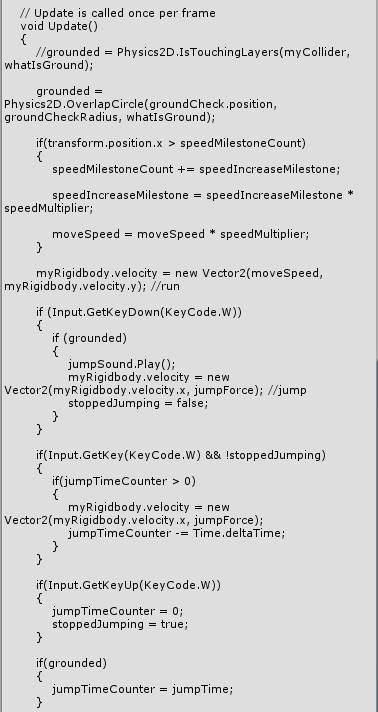 // Update is called once per frame
void Update()
{
//grounded = Physics2D.IsTouchingLayers(myCollider,
whatIsGround);
grounded =
Physics2D.OverlapCircle(groundCheck.position,
groundCheckRadius, whatIsGround);
if(transform.position.x > speedMilestoneCount)
{
speedMilestoneCount += speedIncreaseMilestone;
speedIncreaseMilestone = speedIncreaseMilestone *
speedMultiplier;
moveSpeed = moveSpeed * speedMultiplier;
}
myRigidbody.velocity = new Vector2(moveSpeed,
myRigidbody.velocity.y); //run
if (Input.GetKeyDown(KeyCode.W))
{
if (grounded)
{
jumpSound.Play();
myRigidbody.velocity = new
Vector2(myRigidbody.velocity.x, jumpForce); //jump
stoppedJumping = false;
}
}
if(Input.GetKey(KeyCode.W) && !stoppedJumping)
{
if(jumpTimeCounter > 0)
{
myRigidbody.velocity = new
Vector2(myRigidbody.velocity.x, jumpForce);
jumpTimeCounter -= Time.deltaTime;
}
}
if(Input.GetKeyUp(KeyCode.W))
{
jumpTimeCounter = 0;
stoppedJumping = true;
}
if(grounded)
{
jumpTimeCounter = jumpTime;
}